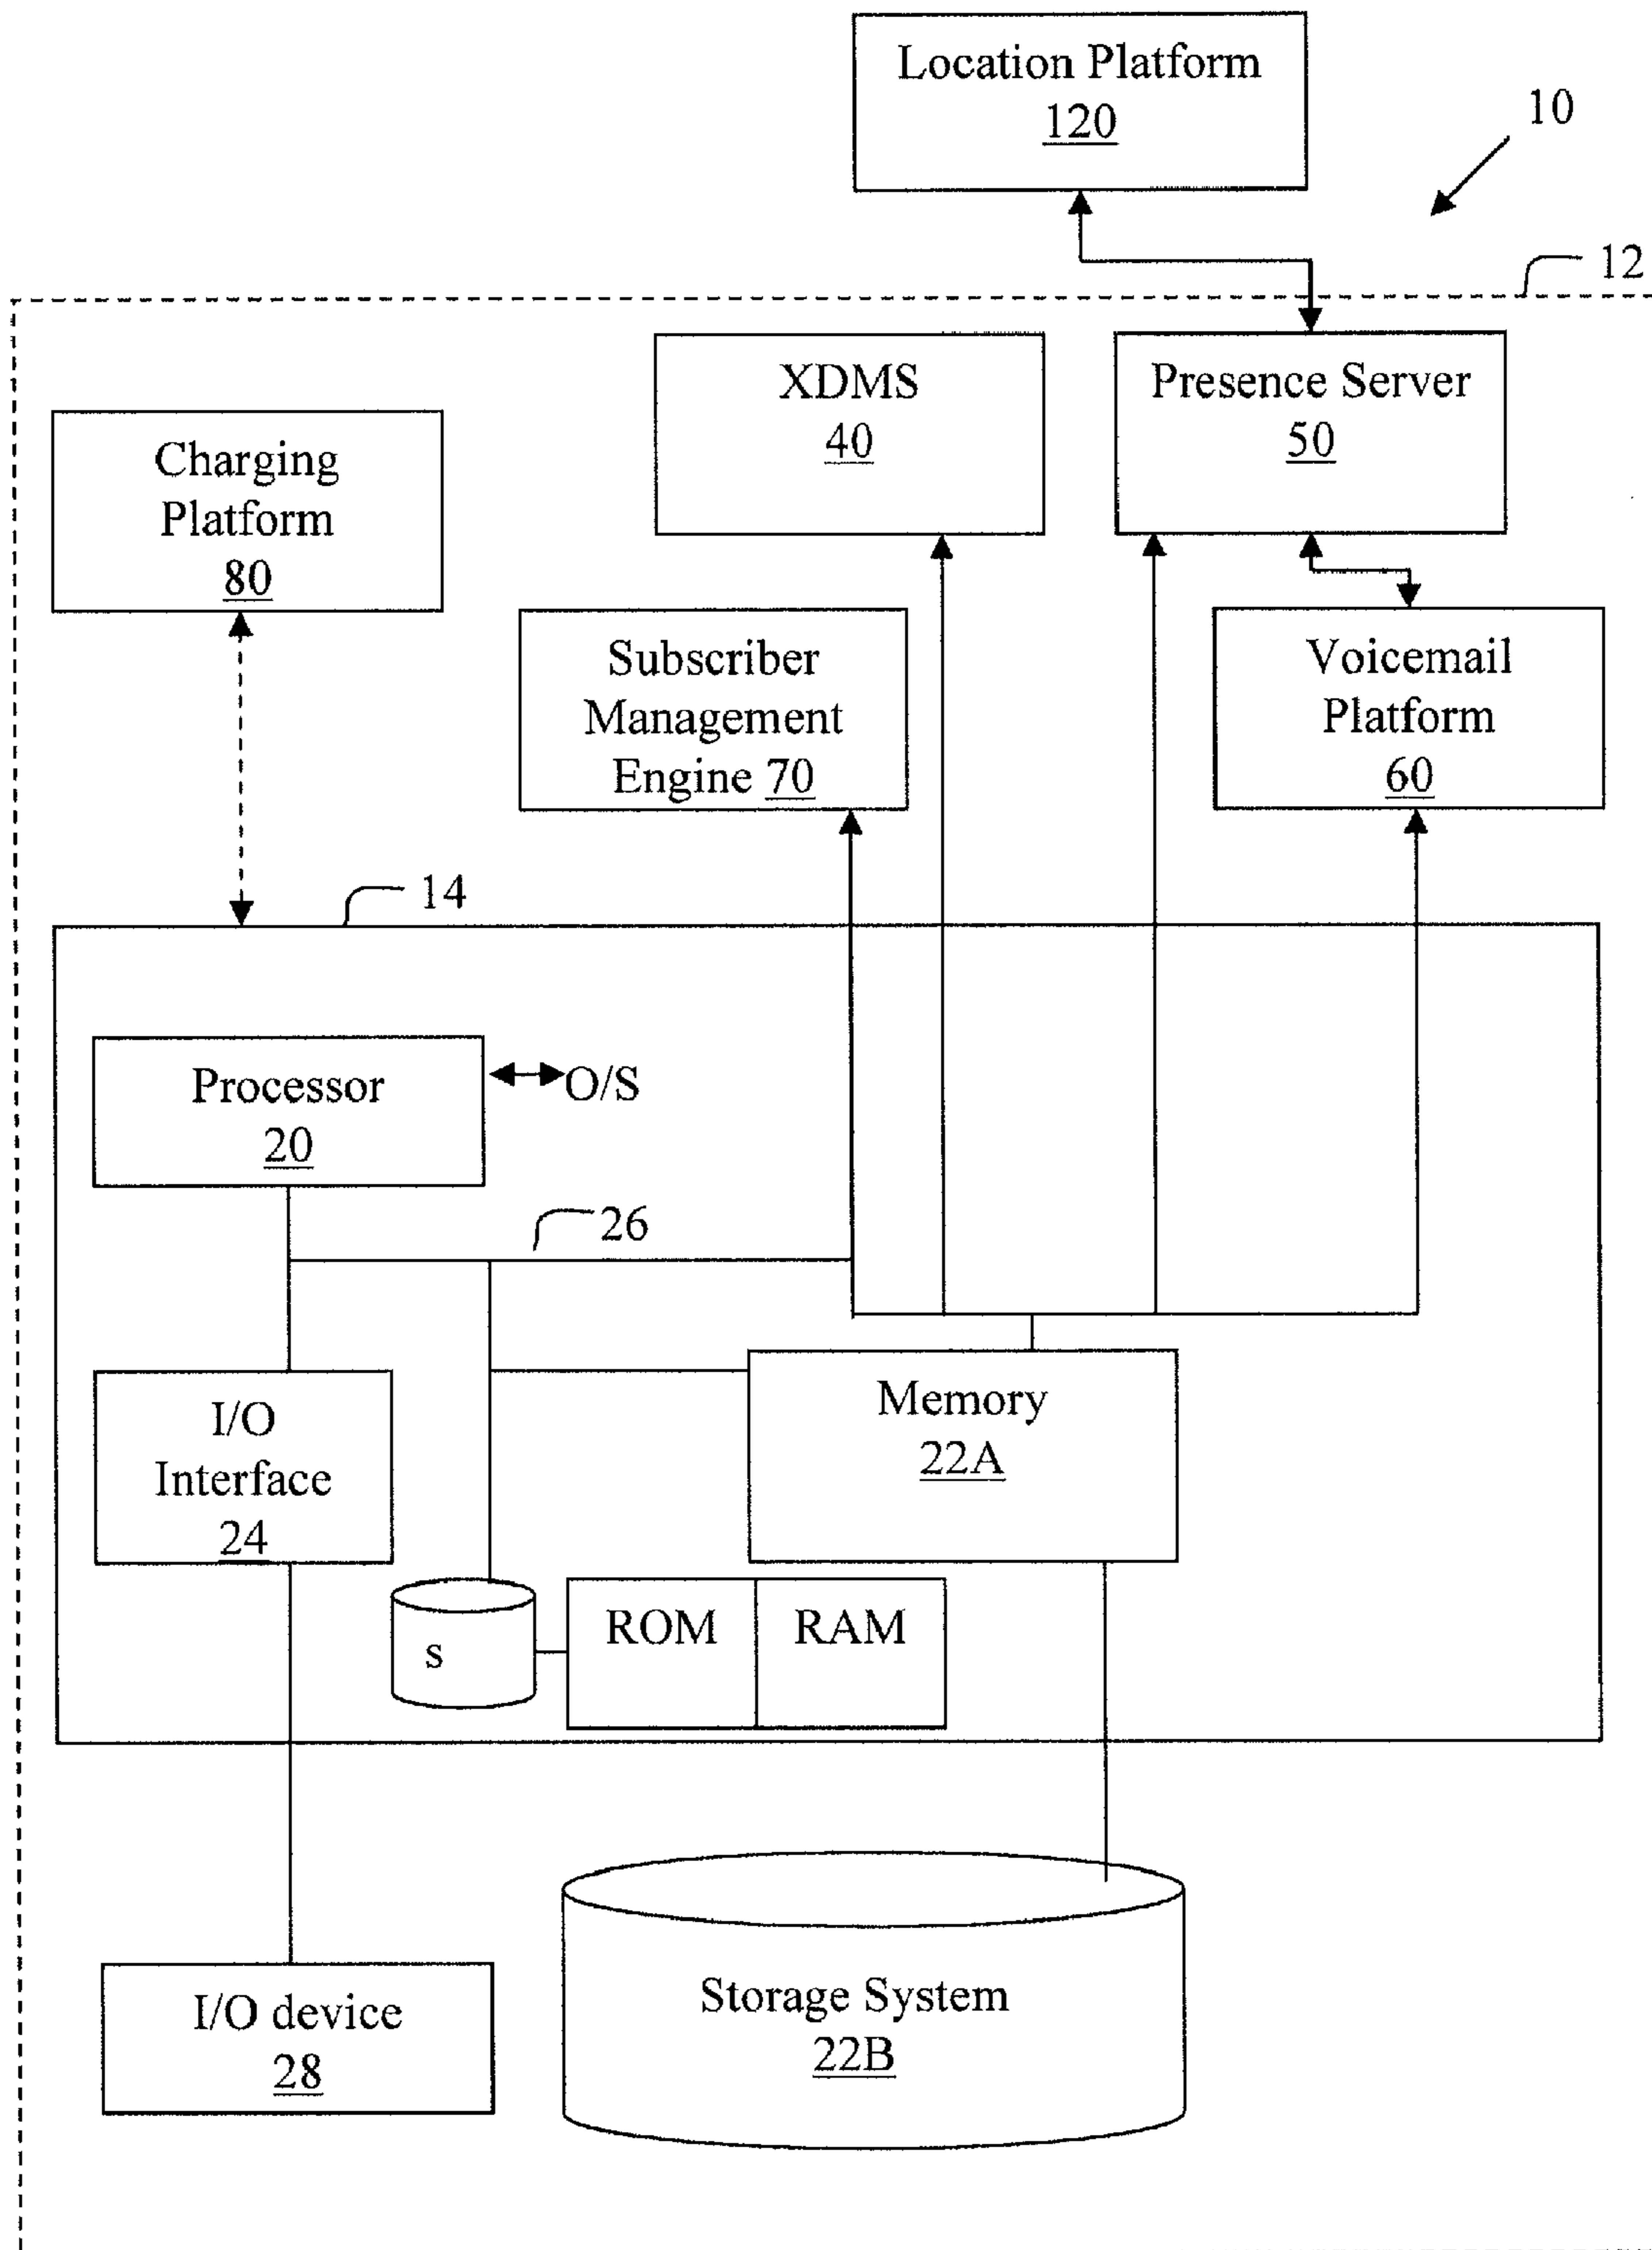 Location Platform
120
10
12
XDMS
40
Presence Server
50
Charging
Platform
80
Subscriber
Management
Engine 70
Voicemail
Platform
60
14
Processor
20
O/S
26
I/O
Interface
24
Memory
22A
s
ROM
RAM
I/O device
28
Storage System
22B